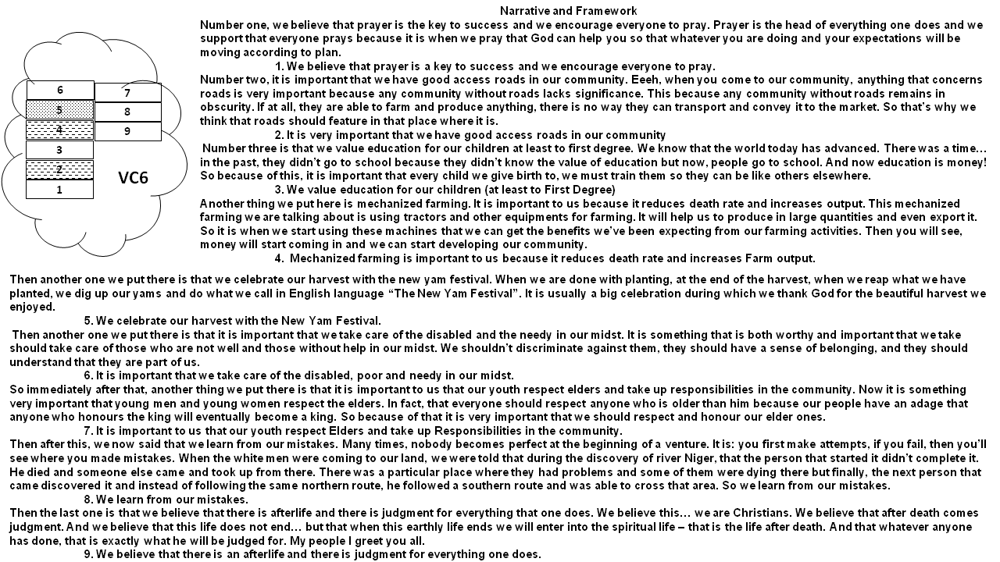 Narrative and Framework
Number one, we believe that prayer is the key to success and we encourage everyone to pray. Prayer is the head of everything one does and we
support that everyone prays because it is when we pray that God can help you so that whatever you are doing and your expectations will be
moving according to plan.
1. We believe that prayer is a key to success and we encourage everyone to pray.
Number two, it is important that we have good access roads in our community. Eeeh, when you come to our community, anything that concerns
roads is very important because any community without roads lacks significance. This because any community without roads remains in
obscurity. If at all, they are able to farm and produce anything, there is no way they can transport and convey it to the market. So that's why we
think that roads should feature in that place where it is.
2. It is very important that we have good access roads in our community
Number three is that we value education for our children at least to first degree. We know that the world today has advanced. There was a time…
in the past, they didn't go to school because they didn't know the value of education but now, people go to school. And now education is money!
So because of this, it is important that every child we give birth to, we must train them so they can be like others elsewhere.
3. We value education for our children (at least to First Degree)
Another thing we put here is mechanized farming. It is important to us because it reduces death rate and increases output. This mechanized
farming we are talking about is using tractors and other equipments for farming. It will help us to produce in large quantities and even export it.
So it is when we start using these machines that we can get the benefits we've been expecting from our farming activities. Then you will see,
money will start coming in and we can start developing our community.
4. Mechanized farming is important to us because it reduces death rate and increases Farm output.
6
7
5
8
4
9
3
2
1
VC6
Then another one we put there is that we celebrate our harvest with the new yam festival. When we are done with planting, at the end of the harvest, when we reap what we have
planted, we dig up our yams and do what we call in English language “The New Yam Festival”. It is usually a big celebration during which we thank God for the beautiful harvest we
enjoyed.
5. We celebrate our harvest with the New Yam Festival.
Then another one we put there is that it is important that we take care of the disabled and the needy in our midst. It is something that is both worthy and important that we take
should take care of those who are not well and those without help in our midst. We shouldn't discriminate against them, they should have a sense of belonging, and they should
understand that they are part of us.
6. It is important that we take care of the disabled, poor and needy in our midst.
So immediately after that, another thing we put there is that it is important to us that our youth respect elders and take up responsibilities in the community. Now it is something
very important that young men and young women respect the elders. In fact, that everyone should respect anyone who is older than him because our people have an adage that
anyone who honours the king will eventually become a king. So because of that it is very important that we should respect and honour our elder ones.
7. It is important to us that our youth respect Elders and take up Responsibilities in the community.
Then after this, we now said that we learn from our mistakes. Many times, nobody becomes perfect at the beginning of a venture. It is: you first make attempts, if you fail, then you'll
see where you made mistakes. When the white men were coming to our land, we were told that during the discovery of river Niger, that the person that started it didn't complete it.
He died and someone else came and took up from there. There was a particular place where they had problems and some of them were dying there but finally, the next person that
came discovered it and instead of following the same northern route, he followed a southern route and was able to cross that area. So we learn from our mistakes.
8. We learn from our mistakes.
Then the last one is that we believe that there is afterlife and there is judgment for everything that one does. We believe this… we are Christians. We believe that after death comes
judgment. And we believe that this life does not end… but that when this earthly life ends we will enter into the spiritual life – that is the life after death. And that whatever anyone
has done, that is exactly what he will be judged for. My people I greet you all.
9. We believe that there is an afterlife and there is judgment for everything one does.